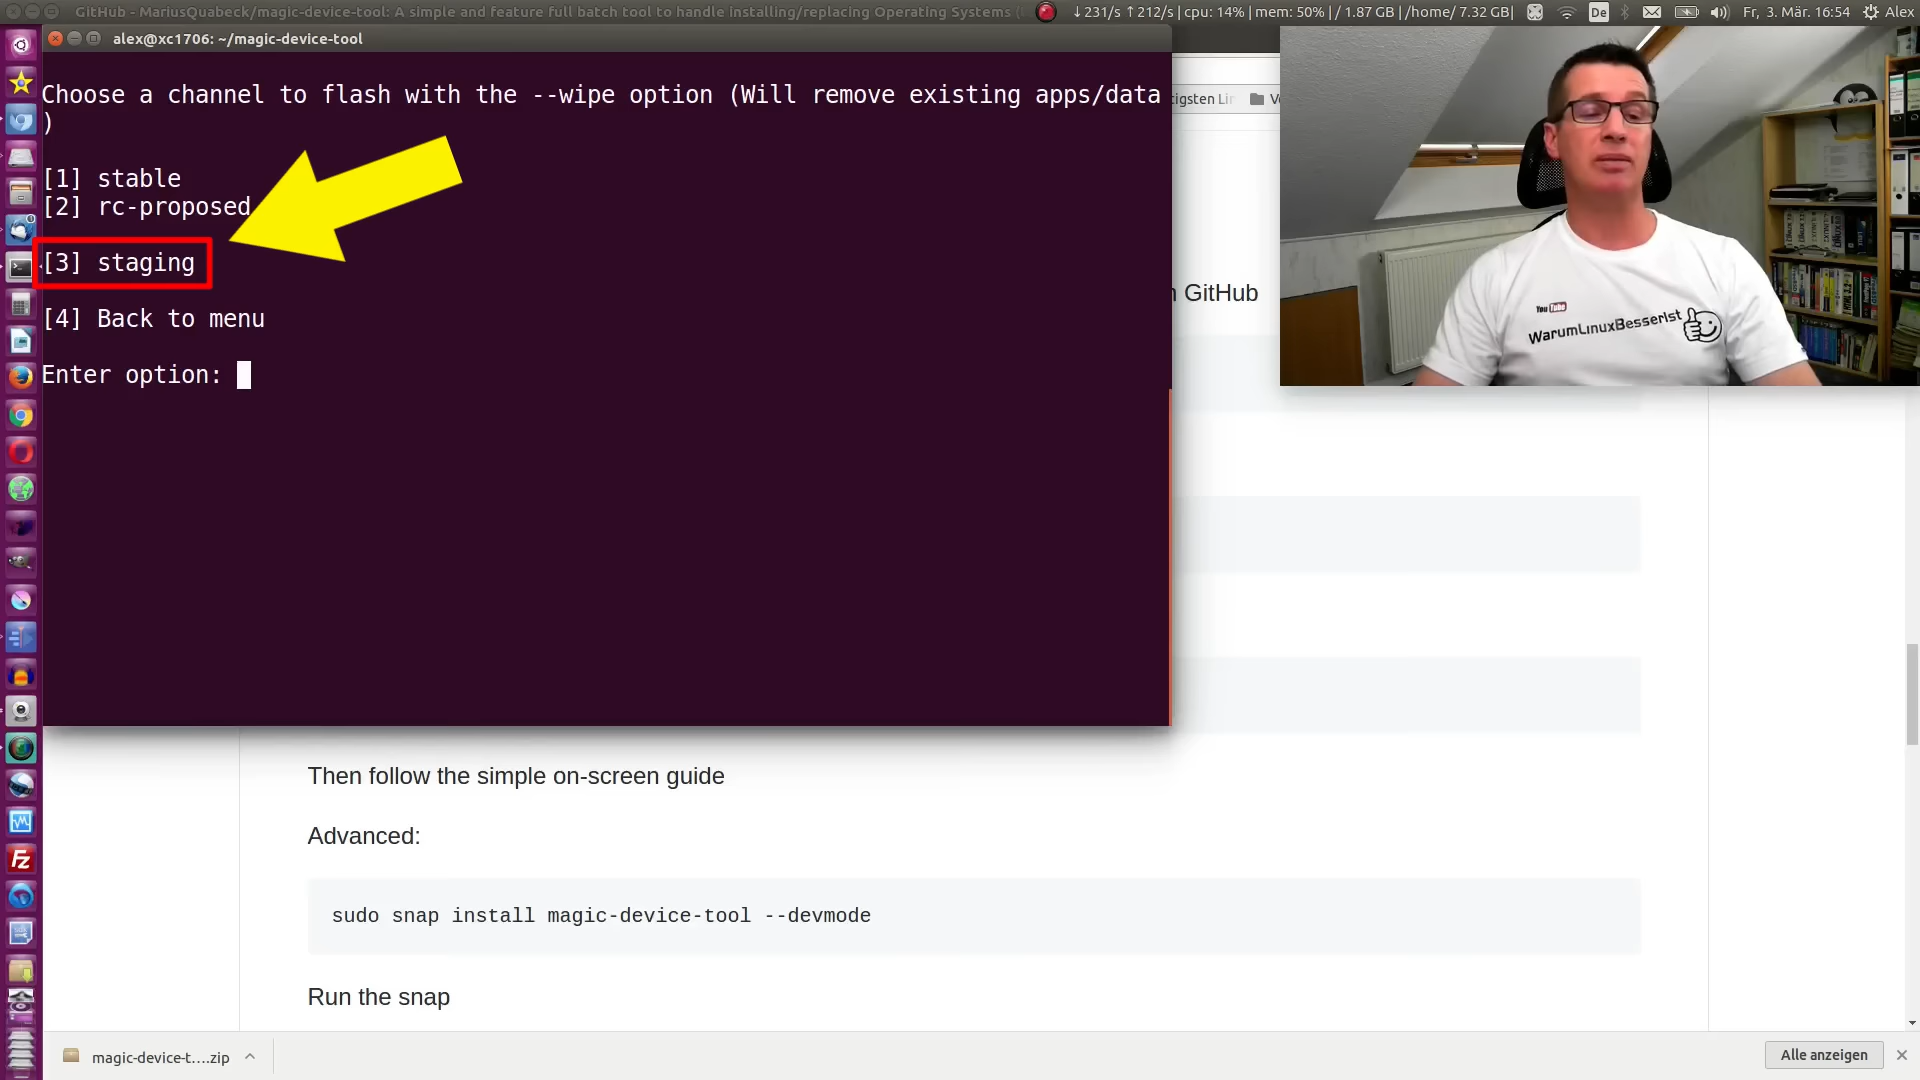 GitHub - MariusQuabeck/magic-device-tool: A simple and feature full batch tool to handle installing/replacing Operating Systems (
↓231/s ↑212/s | cpu: 14% | mem: 50% | / 1.87 GB | /home/ 7.32 GB|
De
Fr, 3. Mär. 16:54
Alex
alex@xc1706: ~/magic-device-tool
Choose a channel to flash with the --wipe option (Will remove existing apps/data
)
[1] stable
[2] rc-proposed
[3] staging
[4] Back to menu
Enter option:
GitHub
You Tube
WarumLinuxBesserIst
Then follow the simple on-screen guide
Advanced:
sudo snap install magic-device-tool --devmode
Run the snap
magic-device-t....zip
Alle anzeigen